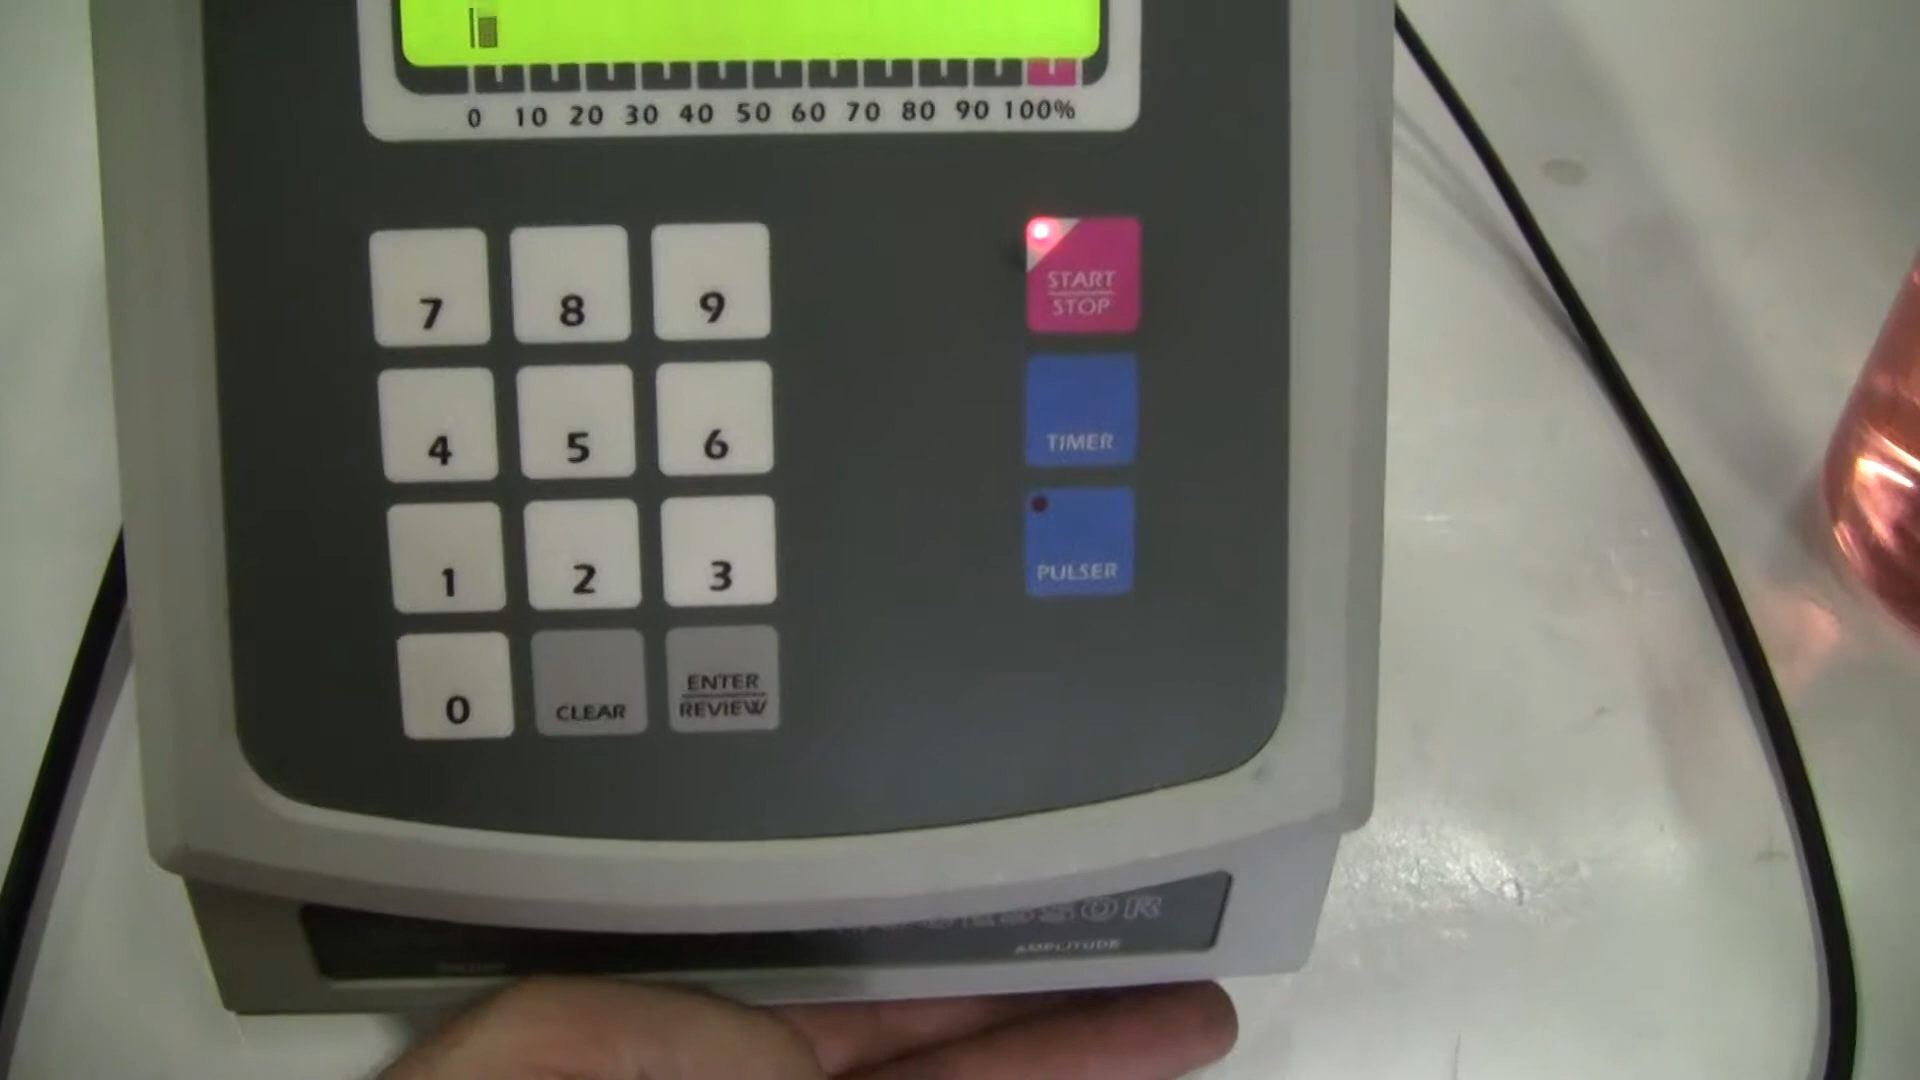 0 10 20 30 40 50 60 70 80 90 100%
7 8 9
START
STOP
4 5 6
TIMER
1 2 3
PULSER
0 CLEAR ENTER
REVIEW
AMPLITUDE